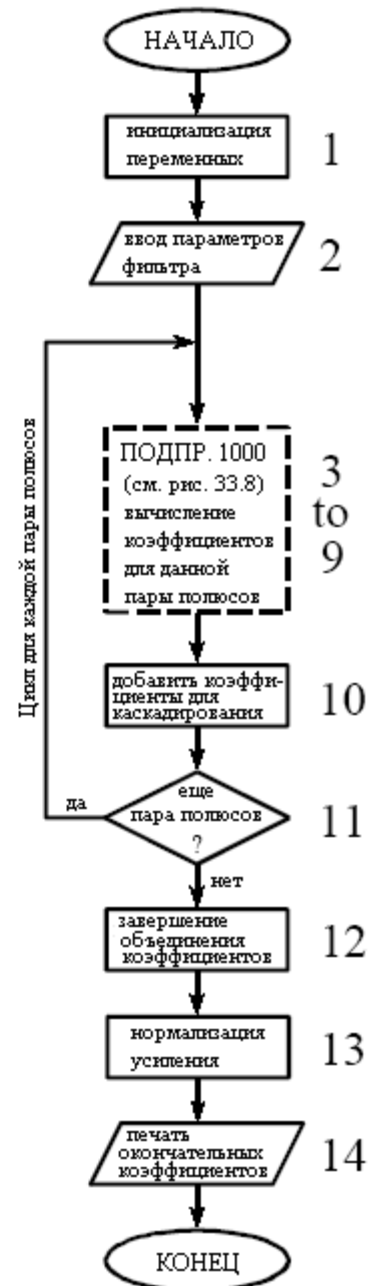 НАЧАЛО
инициализация
переменных
1
ввод параметров
фильтра
2
Цикл для каждой пары полюсов
ПОДПР. 1000
(см. рис. 33.8)
вычисление
коэффициентов
для данной
пары полюсов
3
to
9
добавить коэффи-
циенты для
каскадирования
10
еще
пара полюсов
?
11
да
нет
завершение
объединения
коэффициентов
12
нормализация
усиления
13
печать
окончательных
коэффициентов
14
КОНЕЦ